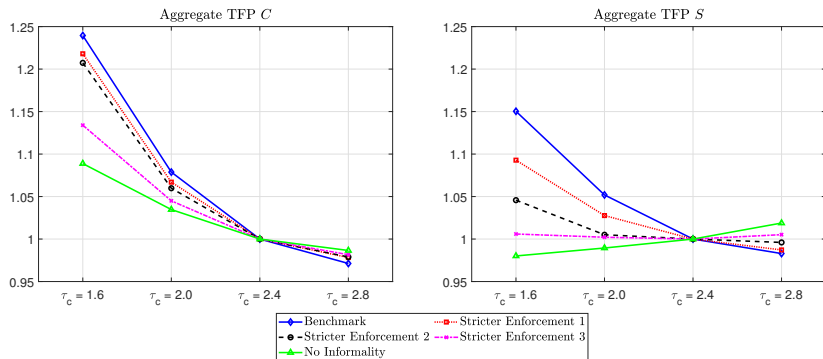 Aggregate TFP C
Aggregate TFP S
1.25
1.2
1.15
1.1
1.05
1
0.95
τc = 1.6 τc = 2.0 τc = 2.4 τc = 2.8
1.25
1.2
1.15
1.1
1.05
1
0.95
τc = 1.6 τc = 2.0 τc = 2.4 τc = 2.8
Benchmark Stricter Enforcement 1
Stricter Enforcement 2 Stricter Enforcement 3
No Informality